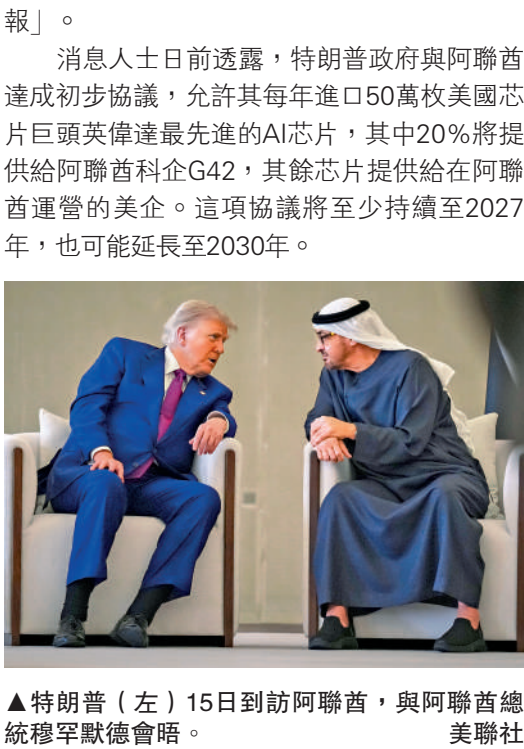 報」。
消息人士日前透露，特朗普政府與阿聯酋
達成初步協議，允許其每年進口50萬枚美國芯
片巨頭英偉達最先進的AI芯片，其中20%將提
供給阿聯酋科企G42，其餘芯片提供給在阿聯
酋運營的美企。這項協議將至少持續至2027
年，也可能延長至2030年。
▲特朗普（左）15日到訪阿聯酋，與阿聯酋總
統穆罕默德會晤。 美聯社